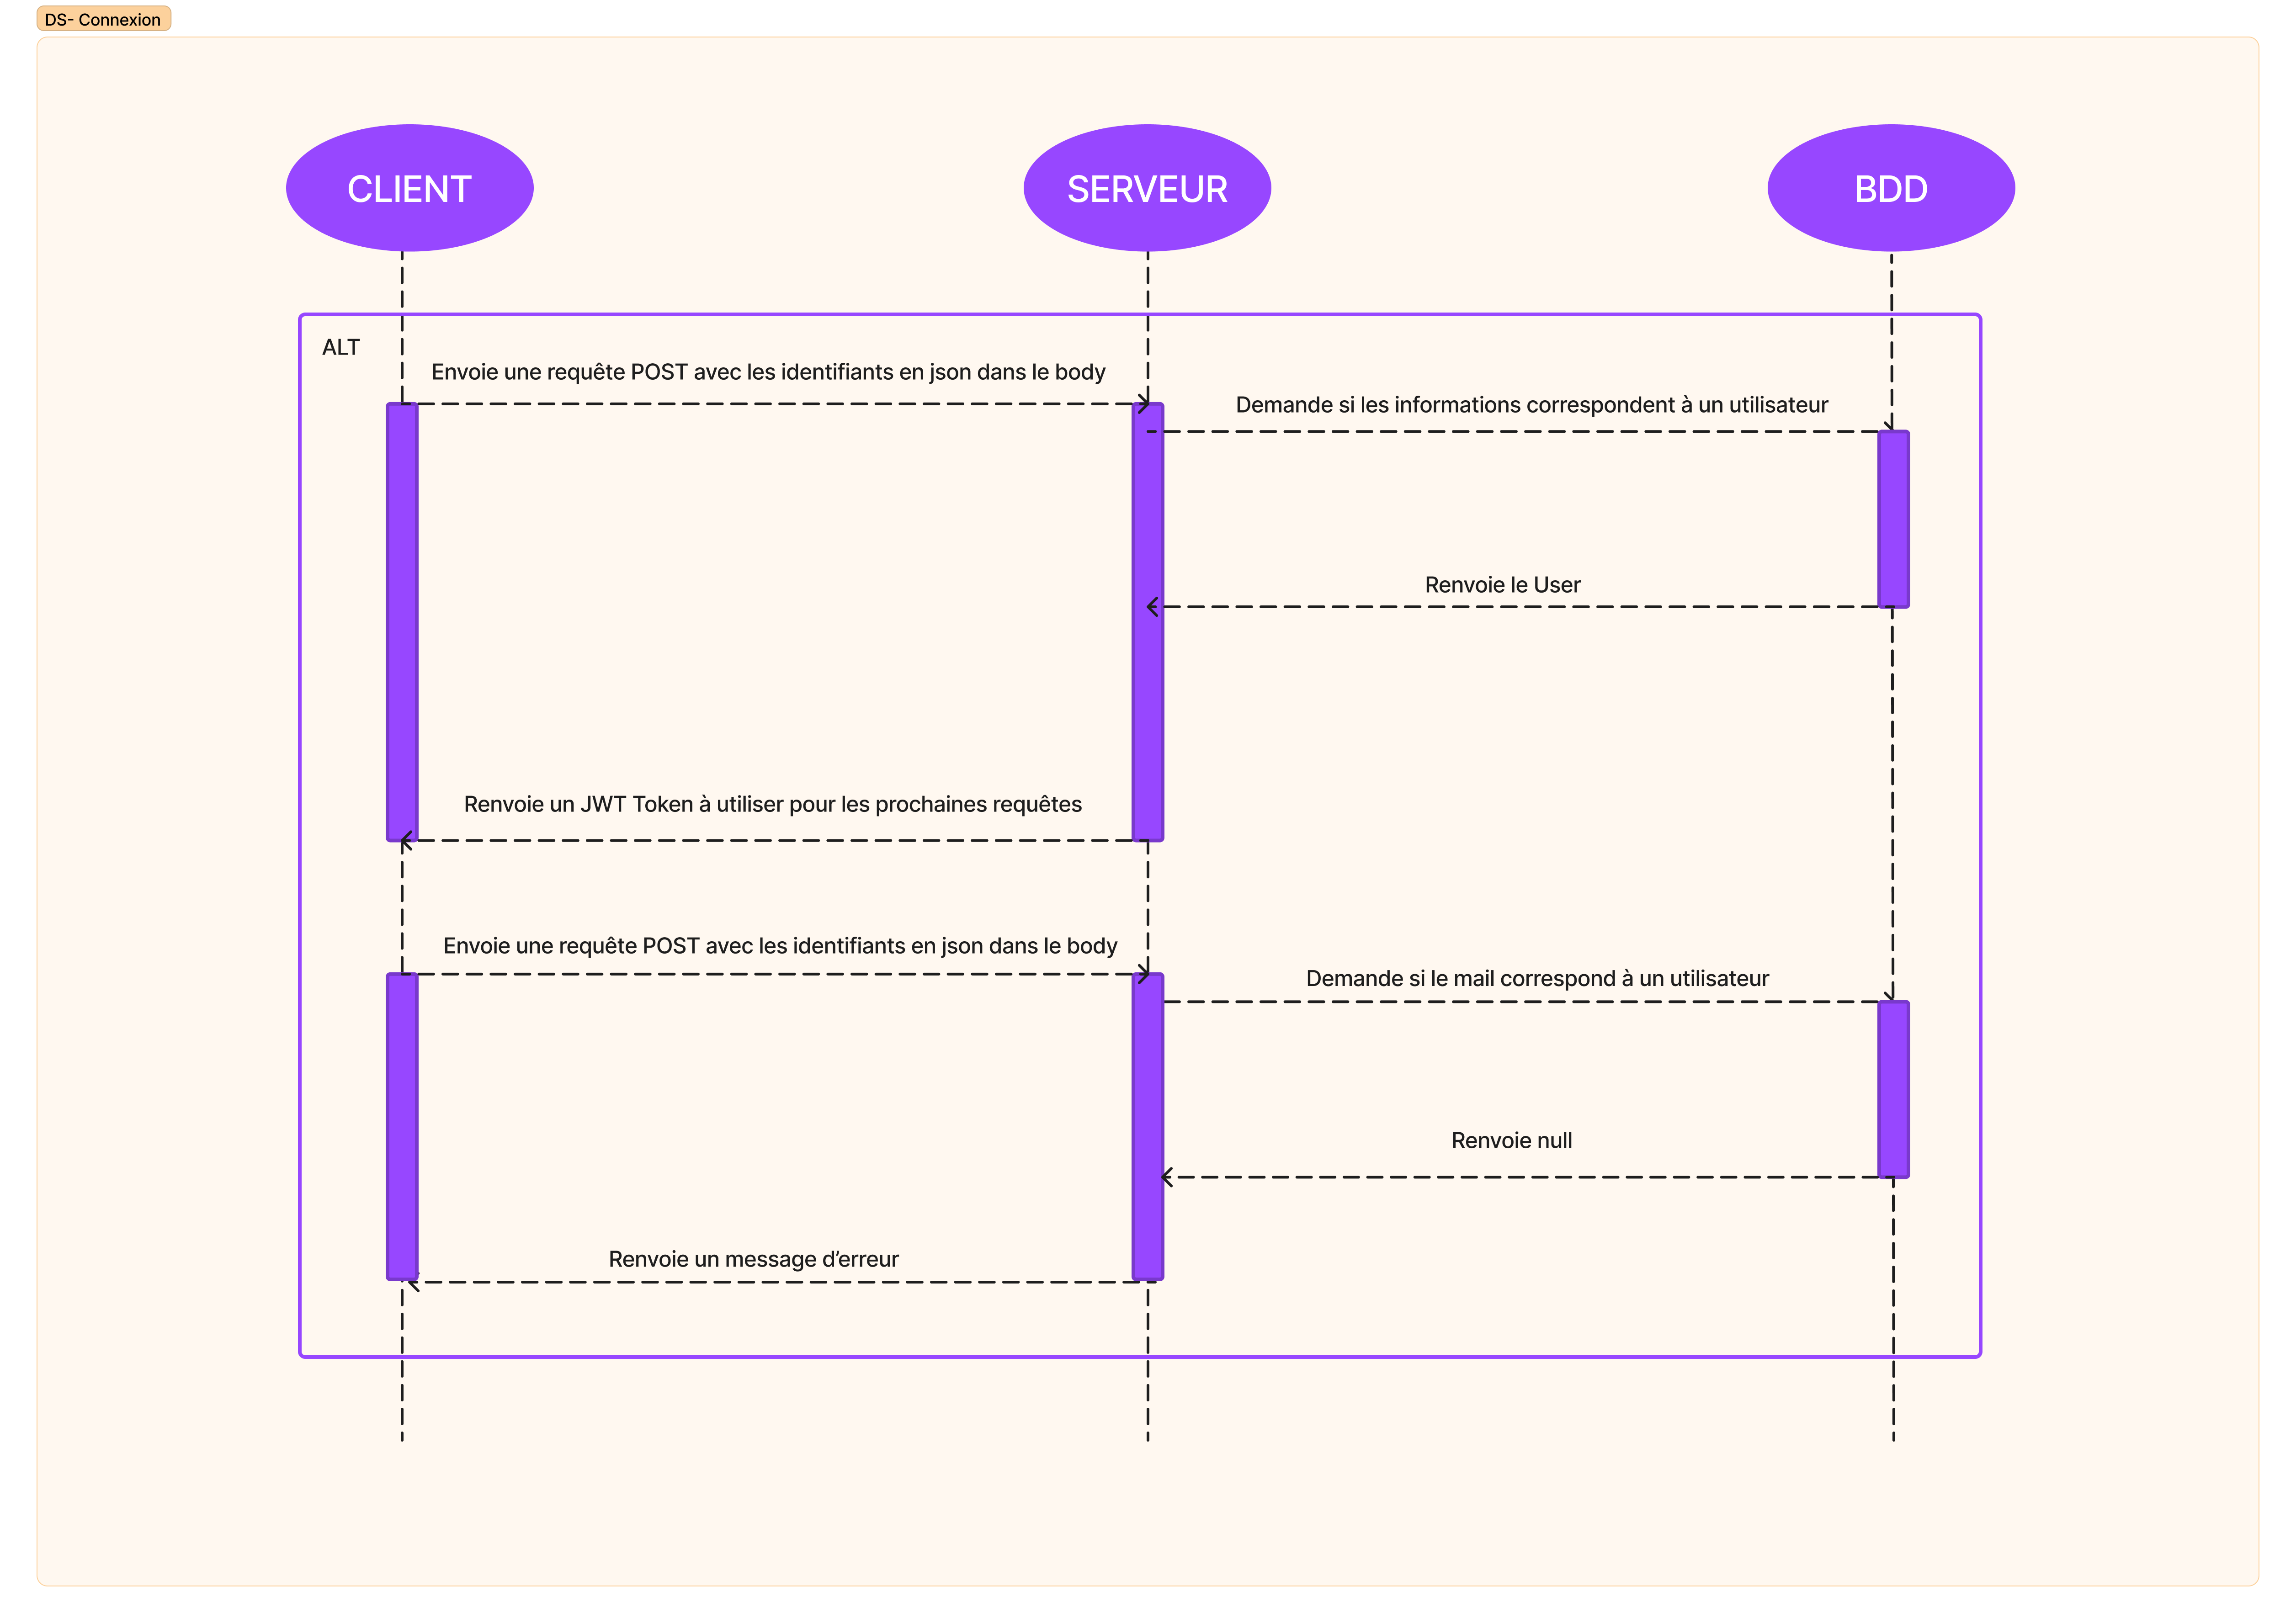 DS- Connexion
CLIENT
SERVEUR
BDD
ALT
Envoie une requête POST avec les identifiants en json dans le body
Demande si les informations correspondent à un utilisateur
Renvoie le User
Renvoie un JWT Token à utiliser pour les prochaines requêtes
Envoie une requête POST avec les identifiants en json dans le body
Demande si le mail correspond à un utilisateur
Renvoie null
Renvoie un message d’erreur